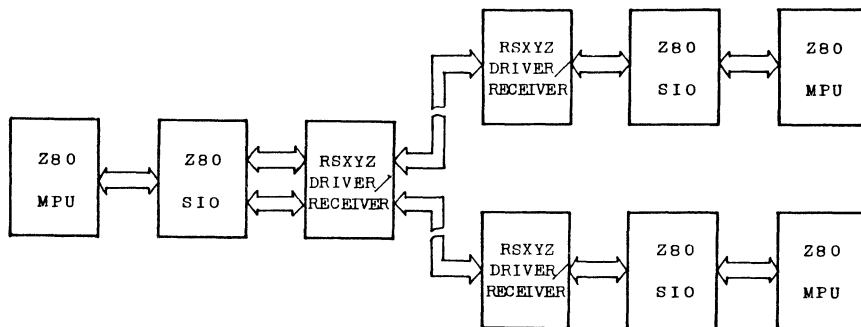 RSXYZ
DRIVER/
RECEIVER
Z80
SIO
Z80
MPU
Z80
MPU
Z80
SIO
RSXYZ
DRIVER/
RECEIVER
RSXYZ
DRIVER/
RECEIVER
Z80
SIO
Z80
MPU